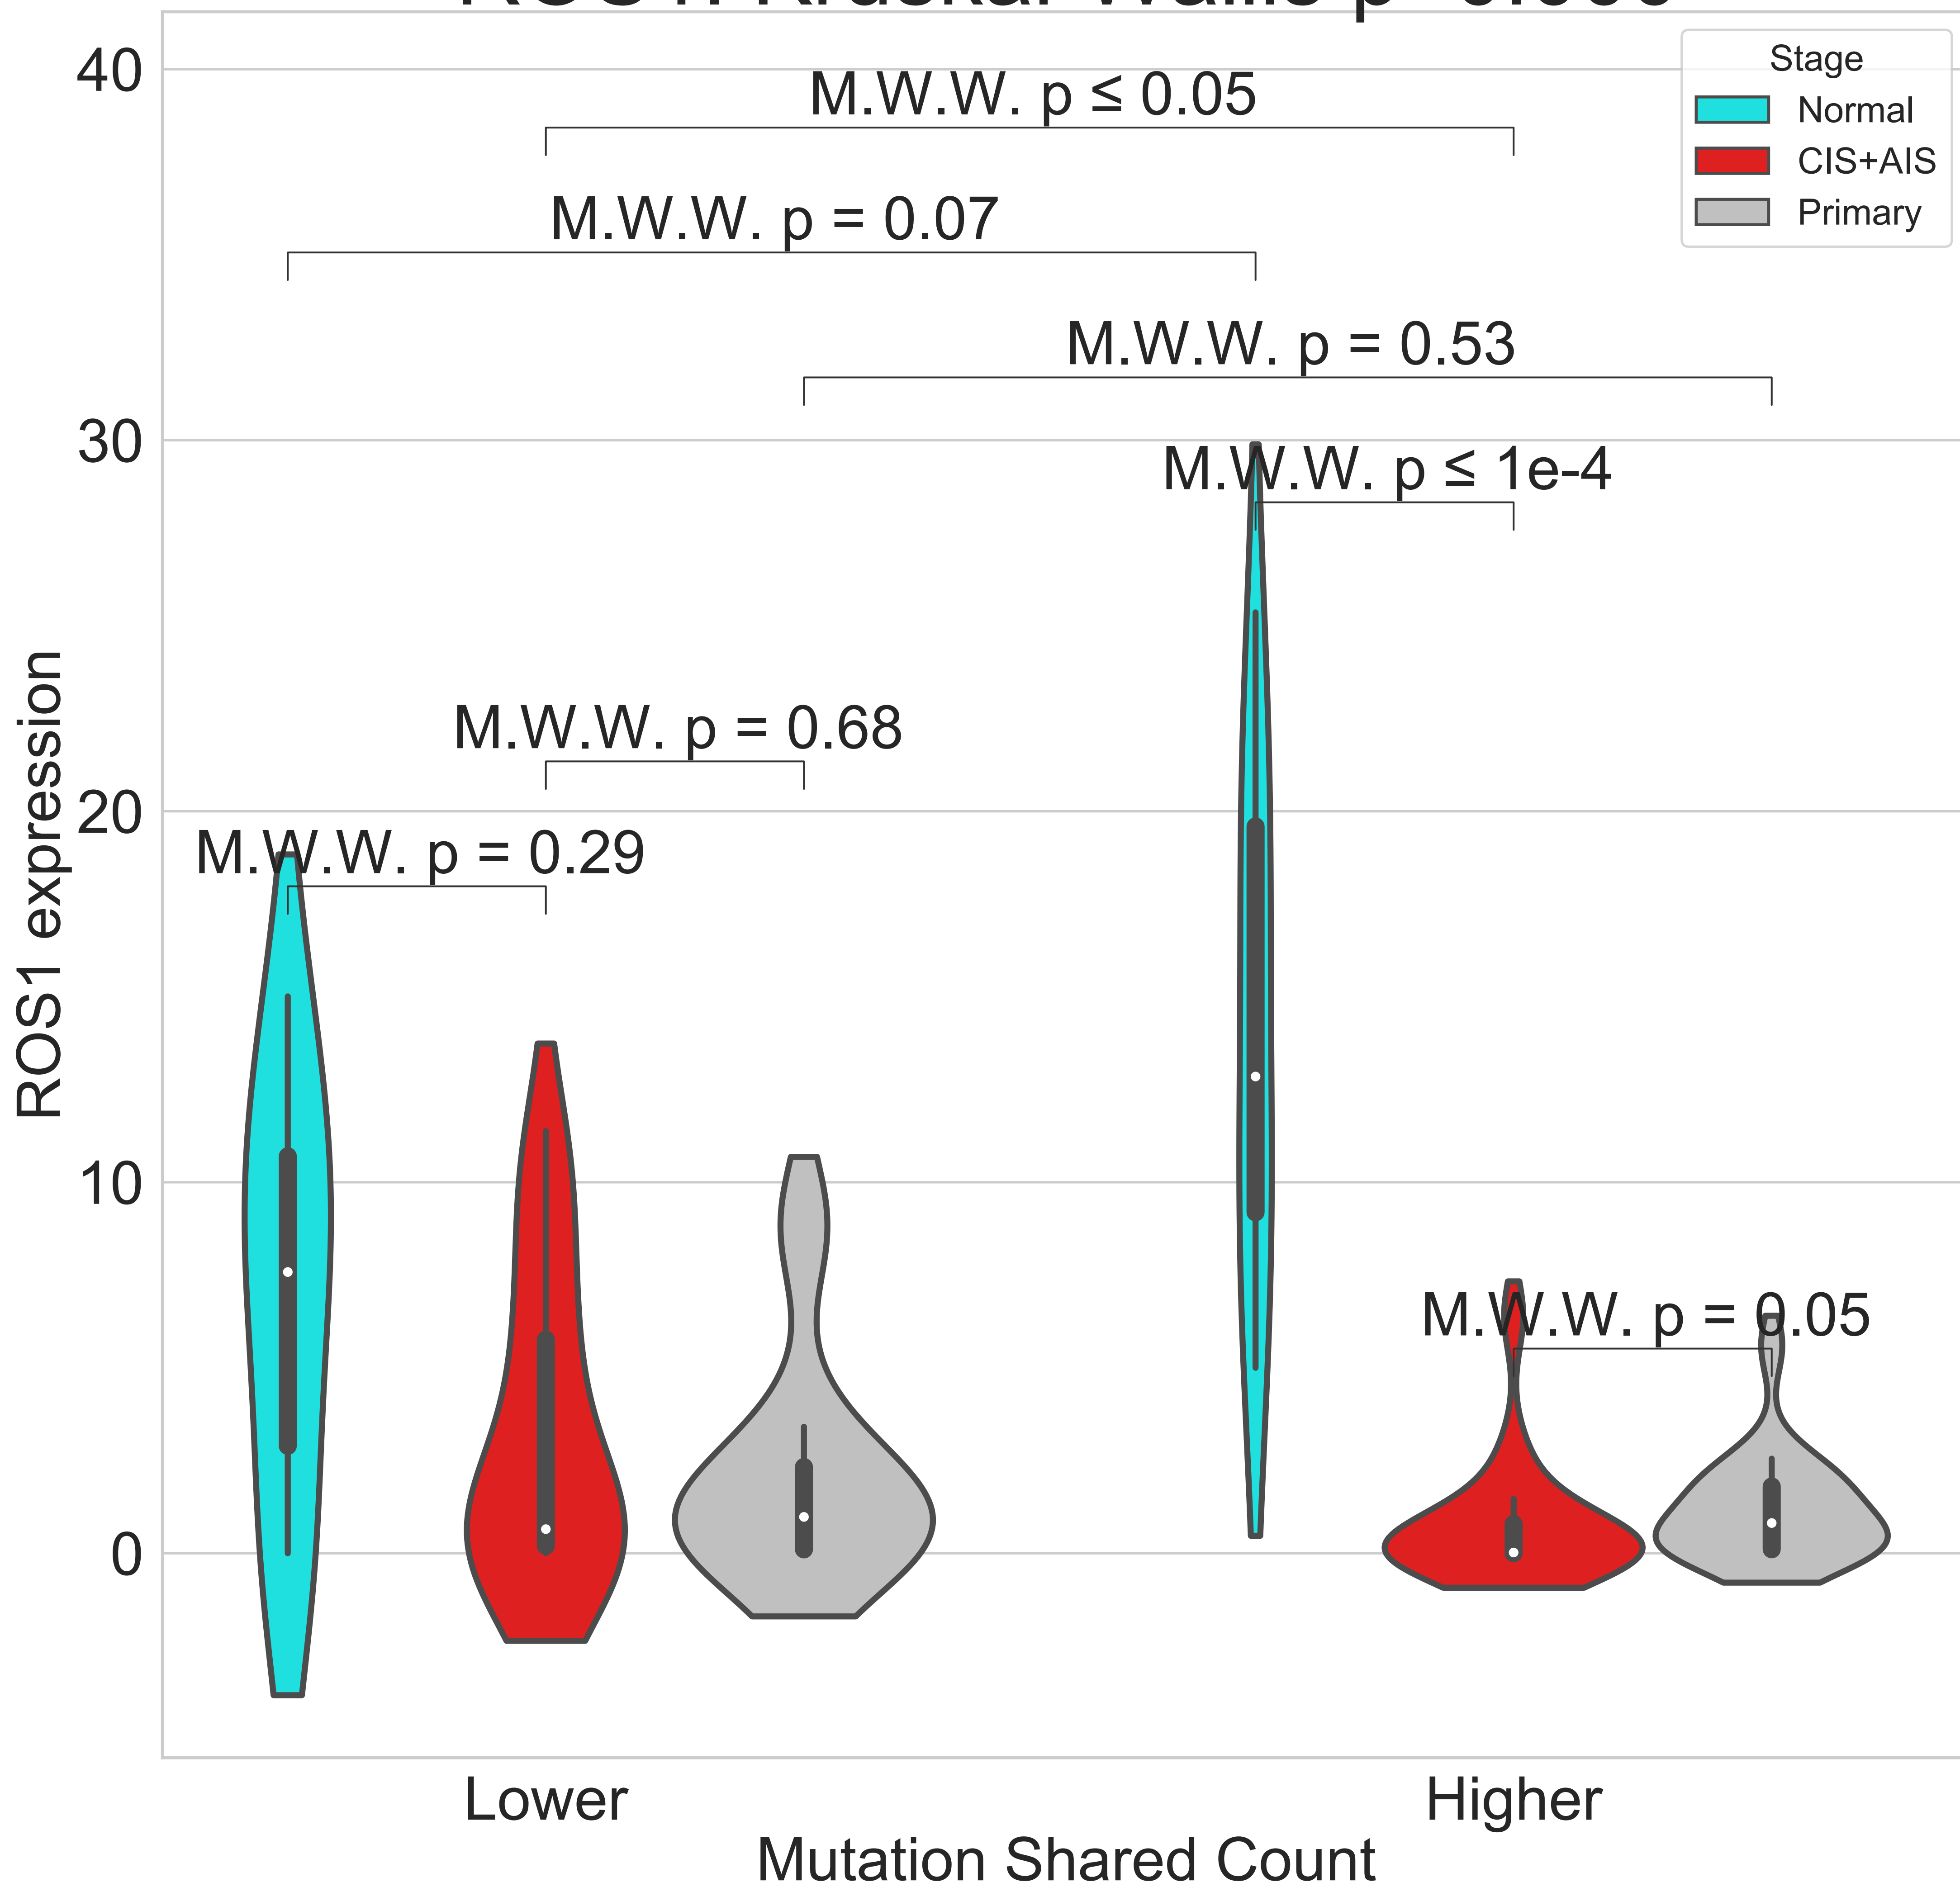 Stage
Normal
CIS+AIS
Primary
40
30
20
10
0
ROS1 expression
M.W.W. p ≤ 0.05
M.W.W. p = 0.07
M.W.W. p = 0.53
M.W.W. p ≤ 1e-4
M.W.W. p = 0.68
M.W.W. p = 0.29
M.W.W. p = 0.05
Lower
Higher
Mutation Shared Count